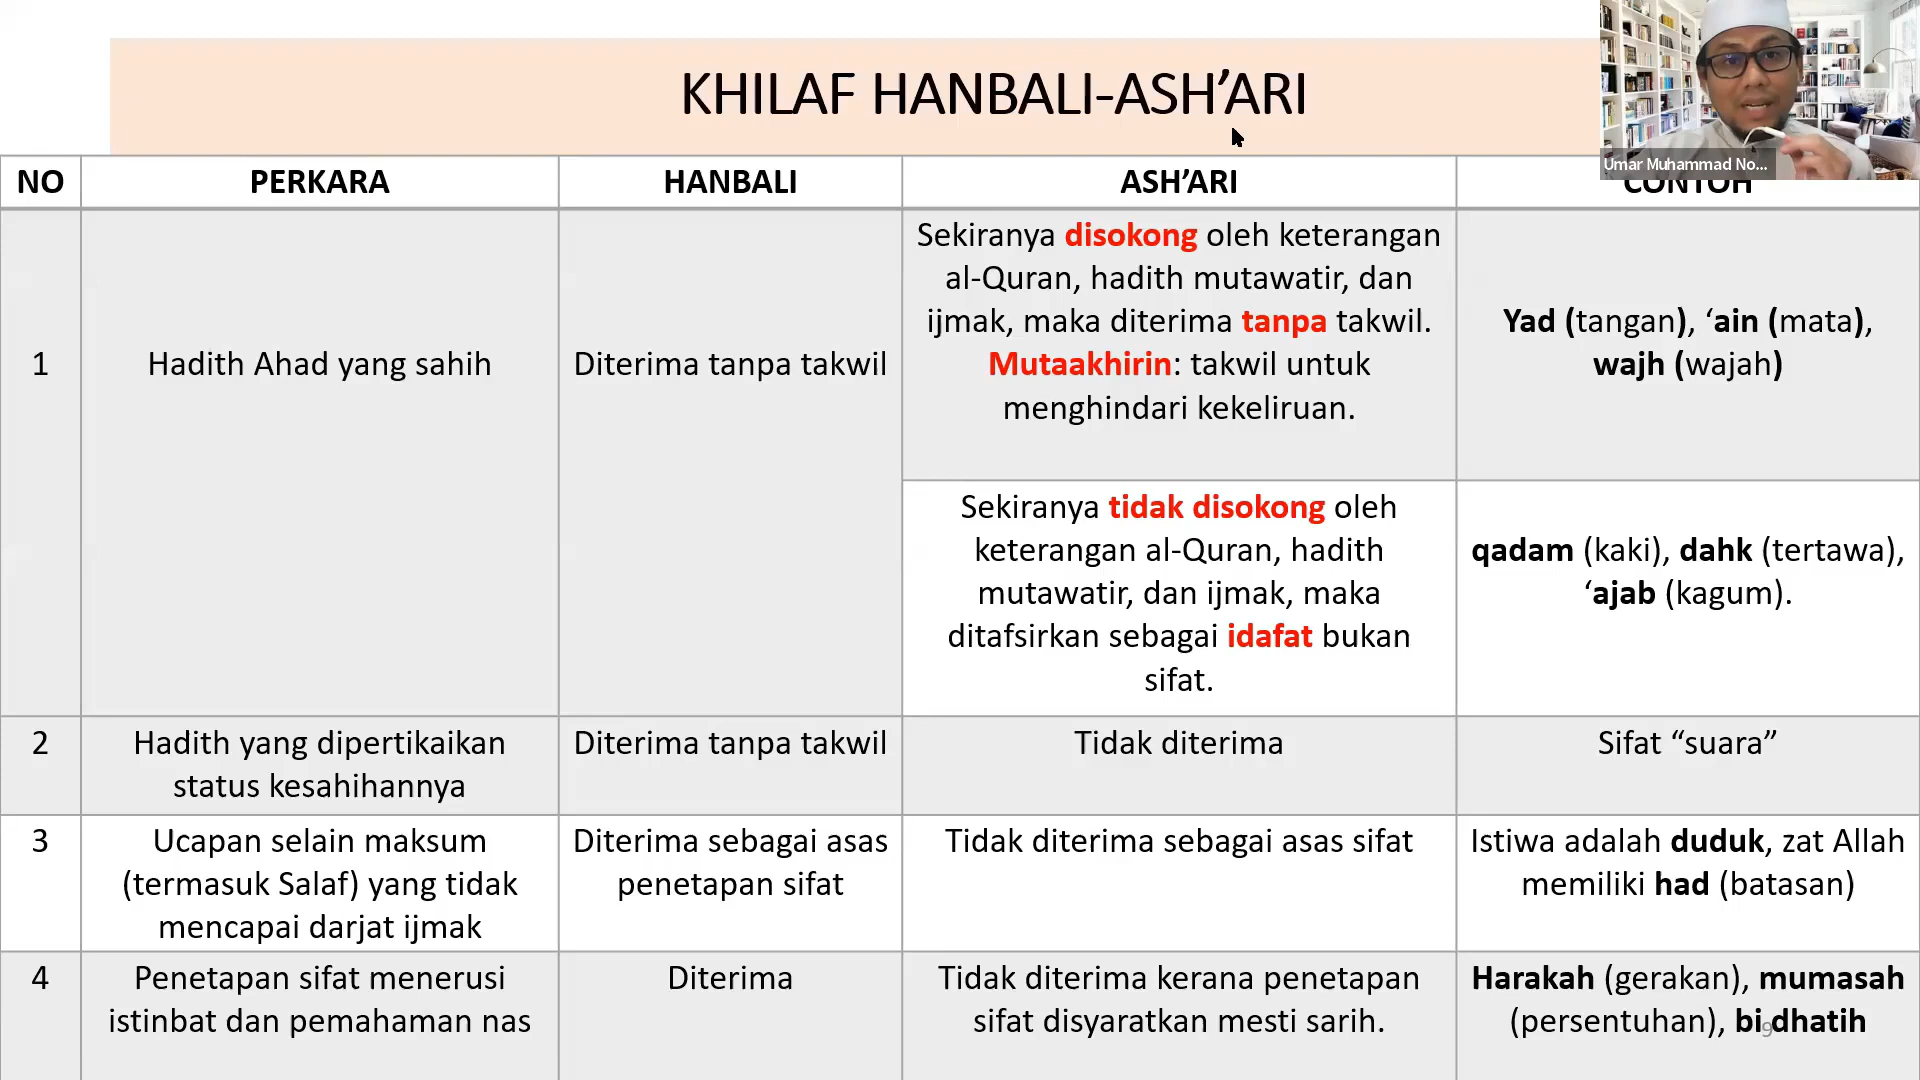 KHILAF HANBALI-ASH’ARI
Umar Muhammad No...
NO
PERKARA
HANBALI
ASH’ARI
CONTOH
1
Hadith Ahad yang sahih
Diterima tanpa takwil
Sekiranya disokong oleh keterangan
al-Quran, hadith mutawatir, dan
ijmak, maka diterima tanpa takwil.
Mutaakhirin: takwil untuk
menghindari kekeliruan.
Yad (tangan), ‘ain (mata),
wajh (wajah)
Sekiranya tidak disokong oleh
keterangan al-Quran, hadith
mutawatir, dan ijmak, maka
ditafsirkan sebagai idafat bukan
sifat.
qadam (kaki), dahk (tertawa),
‘ajab (kagum).
2
Hadith yang dipertikaikan
status kesahihannya
Diterima tanpa takwil
Tidak diterima
Sifat “suara”
3
Ucapan selain maksum
(termasuk Salaf) yang tidak
mencapai darjat ijmak
Diterima sebagai asas
penetapan sifat
Tidak diterima sebagai asas sifat
Istiwa adalah duduk, zat Allah
memiliki had (batasan)
4
Penetapan sifat menerusi
istinbat dan pemahaman nas
Diterima
Tidak diterima kerana penetapan
sifat disyaratkan mesti sarih.
Harakah (gerakan), mumasah
(persentuhan), bi dhatih
9